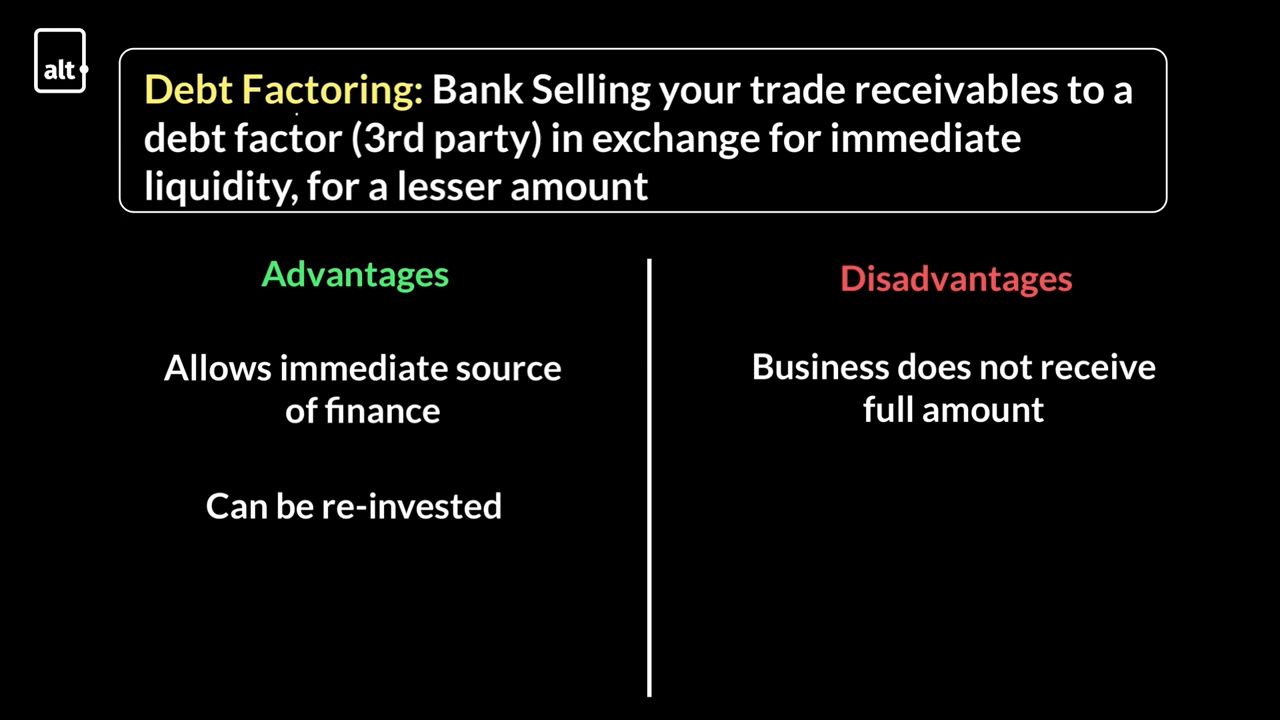 alt
Debt Factoring: Bank Selling your trade receivables to a
debt factor (3rd party) in exchange for immediate
liquidity, for a lesser amount
Advantages
Allows immediate source
of finance
Can be re-invested
Disadvantages
Business does not receive
full amount